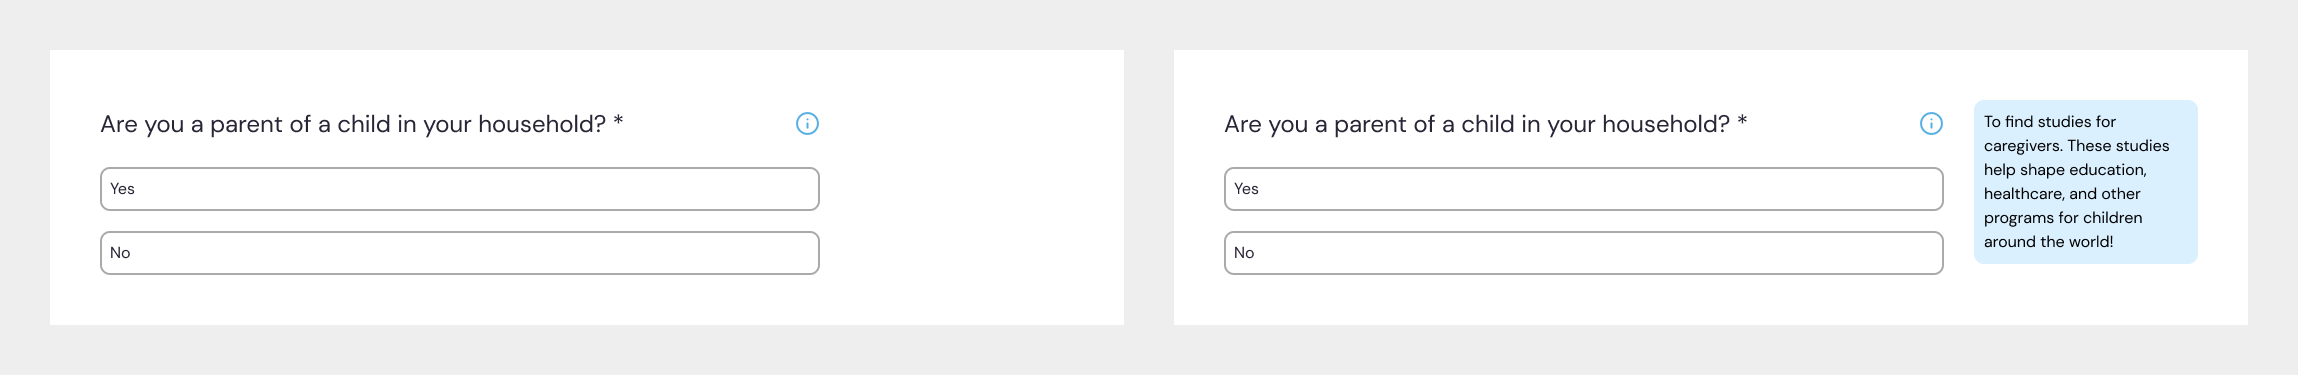 Are you a parent of a child in your household? *
Yes
No
Are you a parent of a child in your household? *
Yes
No
To find studies for
caregivers. These studies
help shape education,
healthcare, and other
programs for children
around the world!